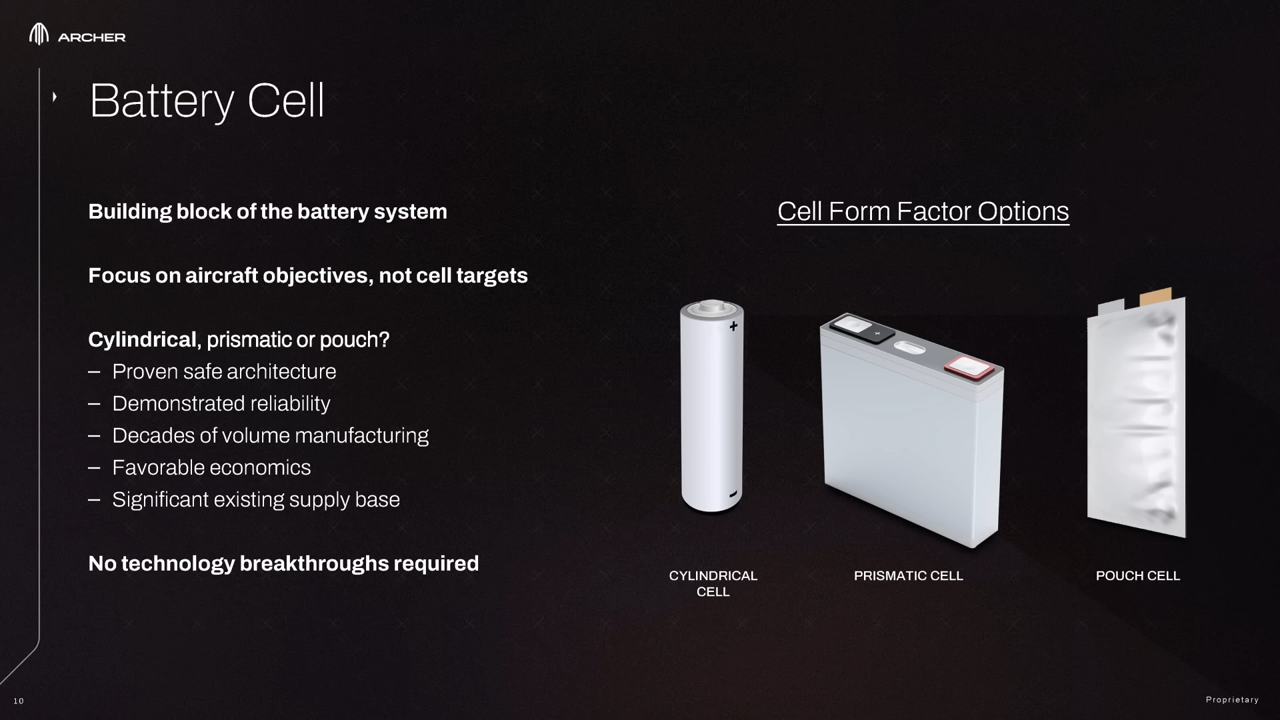 ARCHER
Battery Cell
Building block of the battery system
Focus on aircraft objectives, not cell targets
Cylindrical, prismatic or pouch?
– Proven safe architecture
– Demonstrated reliability
– Decades of volume manufacturing
– Favorable economics
– Significant existing supply base
No technology breakthroughs required
Cell Form Factor Options
+
+
-
CYLINDRICAL
CELL
PRISMATIC CELL
POUCH CELL
10
Proprietary